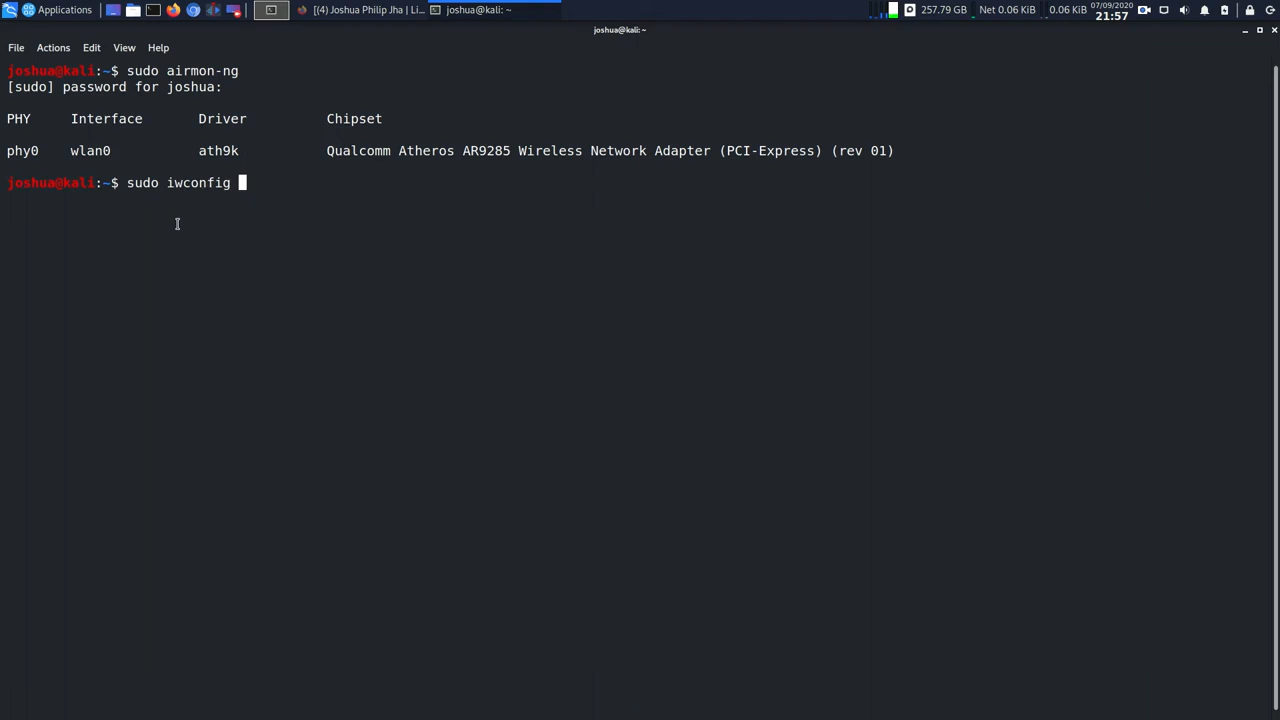 Applications
[(4) Joshua Philip Jha | Li...
joshua@kali: ~
257.79 GB
Net 0.06 KiB
0.06 KiB
07/09/2020
21:57
joshua@kali: ~
File Actions Edit View Help
joshua@kali:~$ sudo airmon-ng
[sudo] password for joshua:
PHY Interface Driver Chipset
phy0 wlan0 ath9k Qualcomm Atheros AR9285 Wireless Network Adapter (PCI-Express) (rev 01)
joshua@kali:~$ sudo iwconfig